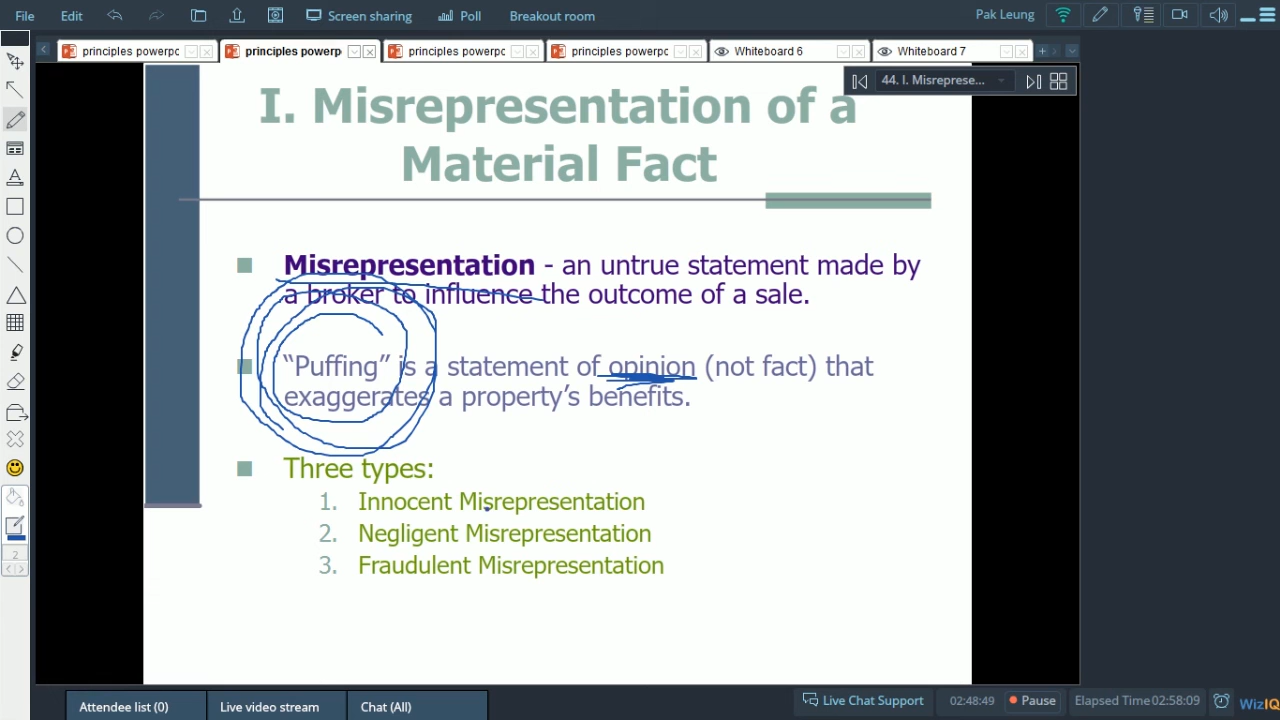 File Edit Screen sharing Poll Breakout room Pak Leung
principles powerpc principles powerp principles powerpc principles powerpc Whiteboard 6 Whiteboard 7
44. I. Misreprese...
I. Misrepresentation of a
Material Fact
Misrepresentation - an untrue statement made by
a broker to influence the outcome of a sale.
“Puffing” is a statement of opinion (not fact) that
exaggerates a property’s benefits.
Three types:
1. Innocent Misrepresentation
2. Negligent Misrepresentation
3. Fraudulent Misrepresentation
2
Attendee list (0) Live video stream Chat (All) Live Chat Support 02:48:49 Pause Elapsed Time 02:58:09 WizIQ